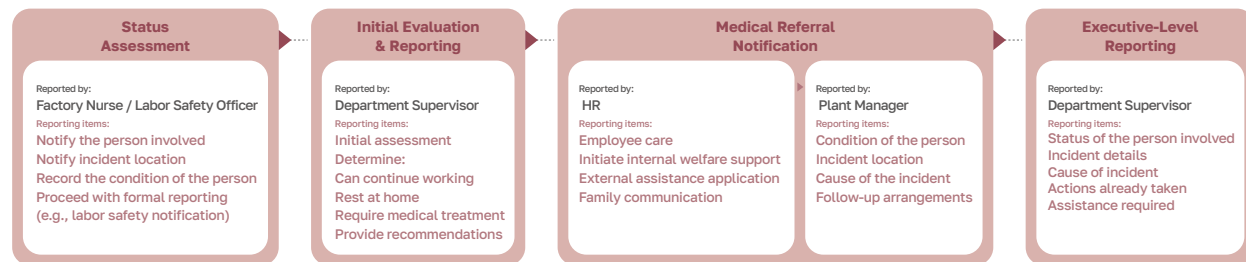 Status
Assessment
Reported by:
Factory Nurse / Labor Safety Officer
Reporting items:
Notify the person involved
Notify incident location
Record the condition of the person
Proceed with formal reporting
(e.g., labor safety notification)
Initial Evaluation
& Reporting
Reported by:
Department Supervisor
Reporting items:
Initial assessment
Determine:
Can continue working
Rest at home
Require medical treatment
Provide recommendations
Medical Referral
Notification
Reported by:
HR
Reporting items:
Employee care
Initiate internal welfare support
External assistance application
Family communication
Reported by:
Plant Manager
Reporting items:
Condition of the person
Incident location
Cause of the incident
Follow-up arrangements
Executive-Level
Reporting
Reported by:
Department Supervisor
Reporting items:
Status of the person involved
Incident details
Cause of incident
Actions already taken
Assistance required